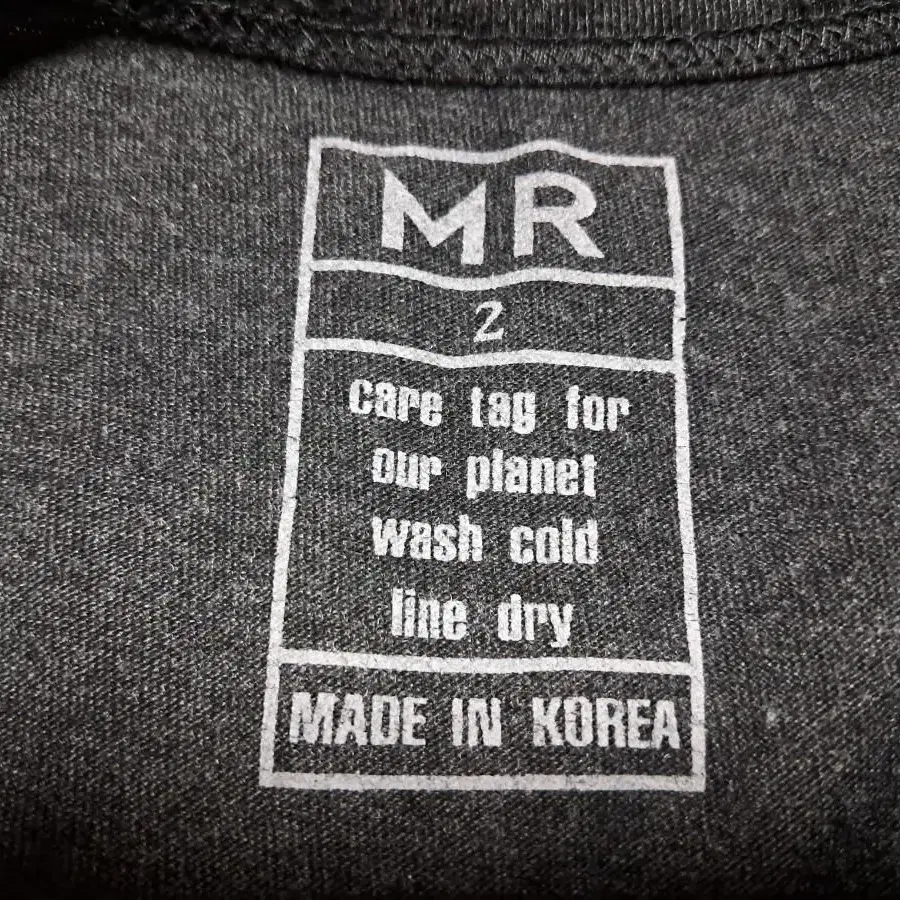 MR
2
care tag for
our planet
wash cold
line dry
MADE IN KOREA